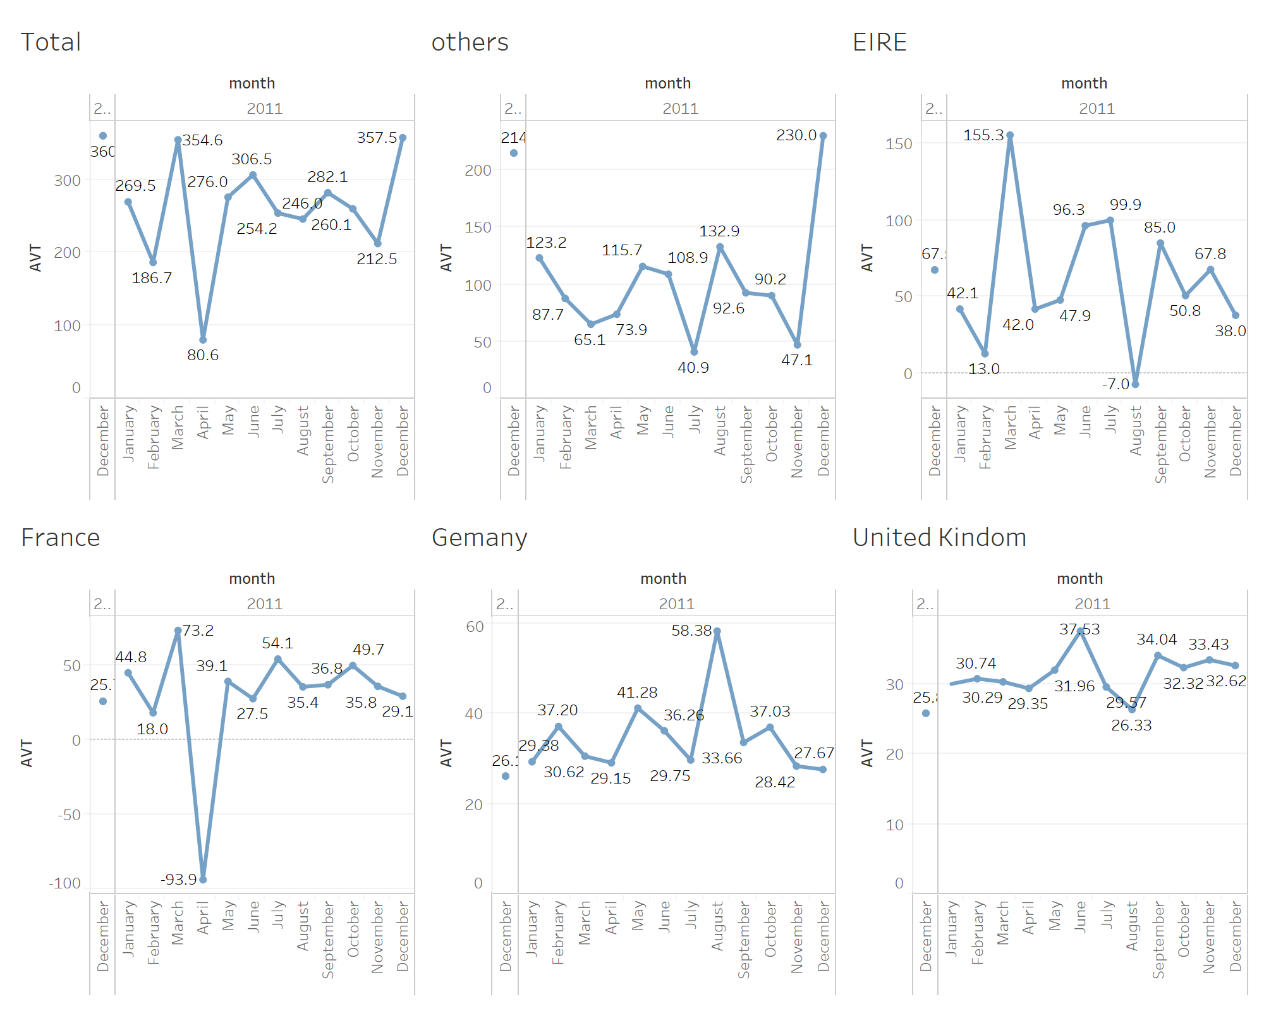 Total
month
2..
2011
AVT
300
200
100
0
360
269.5
186.7
354.6
80.6
276.0
306.5
254.2
246.0
282.1
260.1
212.5
357.5
December
January
February
March
April
May
June
July
August
September
October
November
December
others
month
2..
2011
AVT
200
150
100
50
0
214
123.2
87.7
65.1
73.9
115.7
108.9
40.9
132.9
92.6
90.2
47.1
230.0
December
January
February
March
April
May
June
July
August
September
October
November
December
EIRE
month
2..
2011
AVT
150
100
50
0
67.
42.1
13.0
155.3
42.0
47.9
96.3
99.9
-7.0
85.0
50.8
67.8
38.0
December
January
February
March
April
May
June
July
August
September
October
November
December
France
month
2..
2011
AVT
50
0
-50
-100
25.
44.8
18.0
73.2
-93.9
39.1
27.5
54.1
35.4
36.8
49.7
35.8
29.1
December
January
February
March
April
May
June
July
August
September
October
November
December
Gemany
month
2..
2011
AVT
60
40
20
0
26.
29.38
37.20
30.62
29.15
41.28
36.26
29.75
58.38
33.66
37.03
28.42
27.67
December
January
February
March
April
May
June
July
August
September
October
November
December
United Kindom
month
2..
2011
AVT
30
20
10
0
25.
30.74
30.29
29.35
31.96
37.53
29.57
26.33
34.04
32.32
33.43
32.62
December
January
February
March
April
May
June
July
August
September
October
November
December